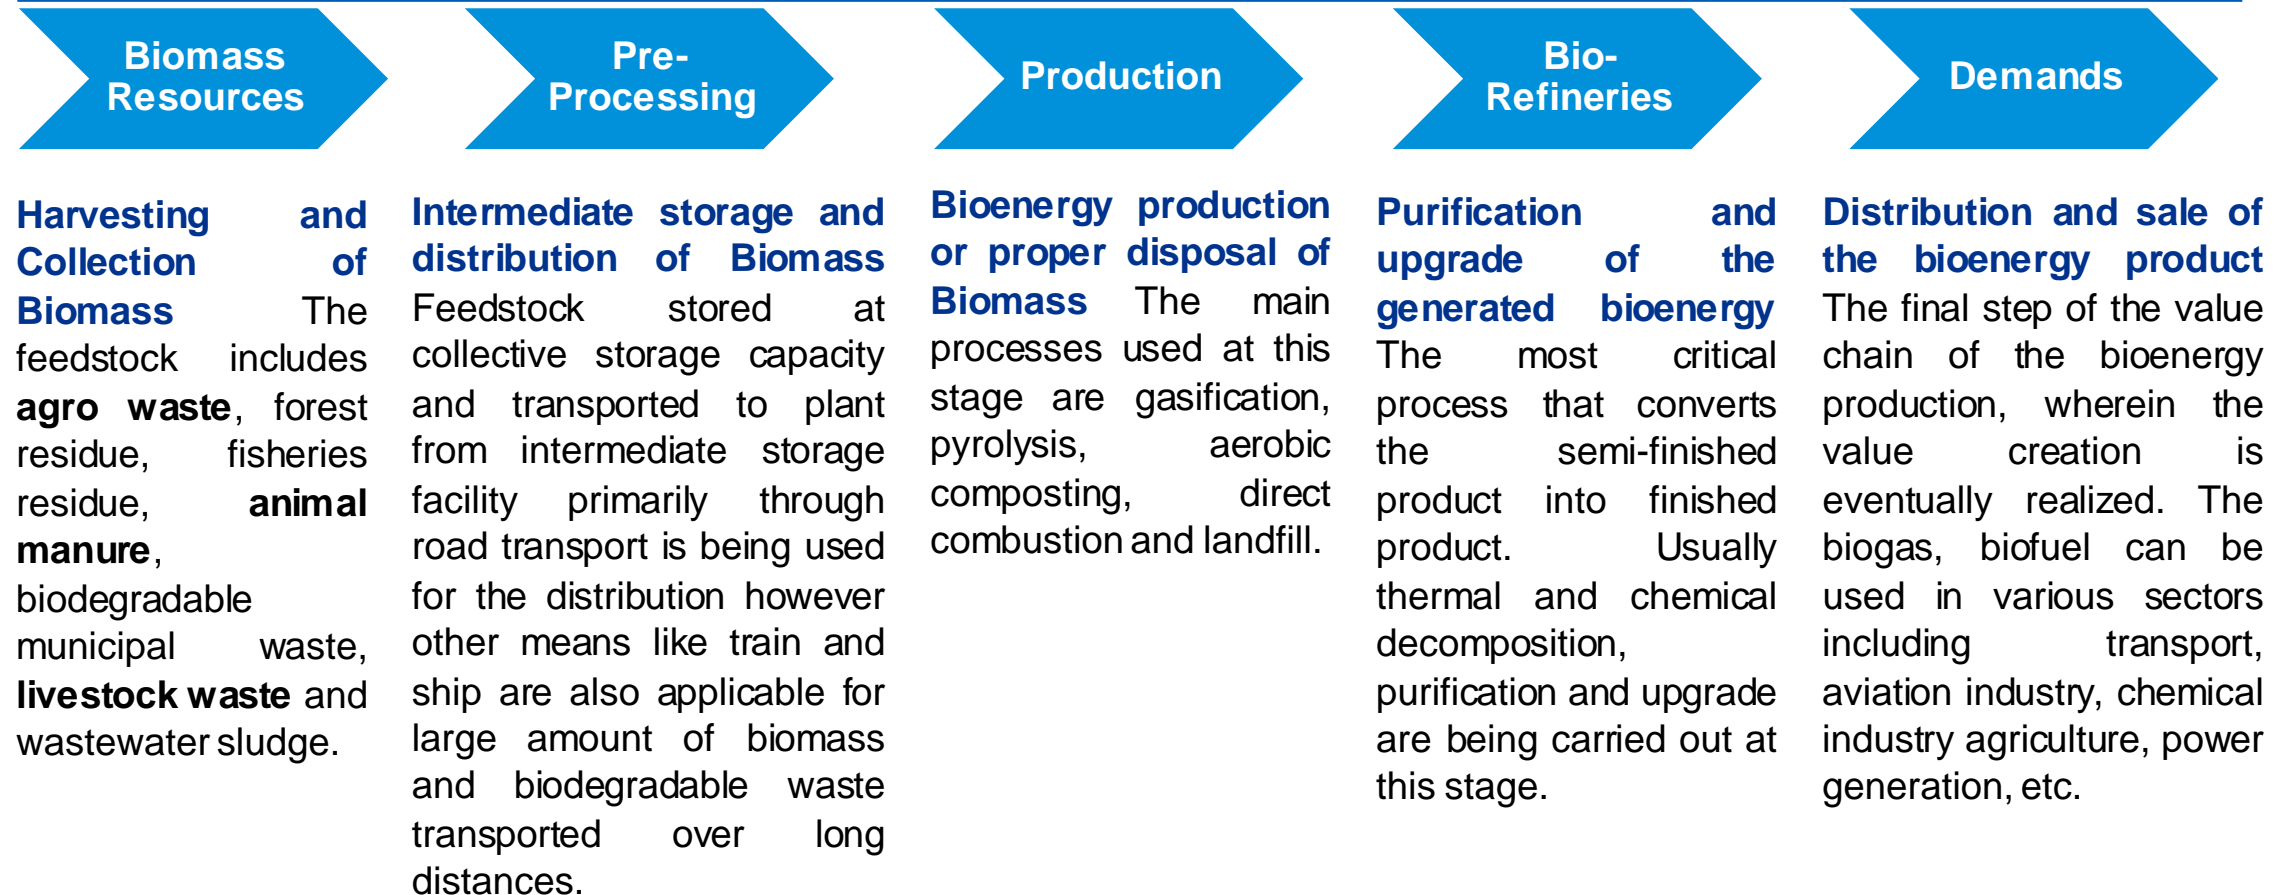 Biomass
Resources
Pre-
Processing
Production
Bio-
Refineries
Demands
Harvesting and
Collection of
Biomass The
feedstock includes
agro waste, forest
residue, fisheries
residue, animal
manure,
biodegradable
municipal waste,
livestock waste and
wastewater sludge.
Intermediate storage and
distribution of Biomass
Feedstock stored at
collective storage capacity
and transported to plant
from intermediate storage
facility primarily through
road transport is being used
for the distribution however
other means like train and
ship are also applicable for
large amount of biomass
and biodegradable waste
transported over long
distances.
Bioenergy production
or proper disposal of
Biomass The main
processes used at this
stage are gasification,
pyrolysis, aerobic
composting, direct
combustion and landfill.
Purification and
upgrade of the
generated bioenergy
The most critical
process that converts
the semi-finished
product into finished
product. Usually
thermal and chemical
decomposition,
purification and upgrade
are being carried out at
this stage.
Distribution and sale of
the bioenergy product
The final step of the value
chain of the bioenergy
production, wherein the
value creation is
eventually realized. The
biogas, biofuel can be
used in various sectors
including transport,
aviation industry, chemical
industry agriculture, power
generation, etc.